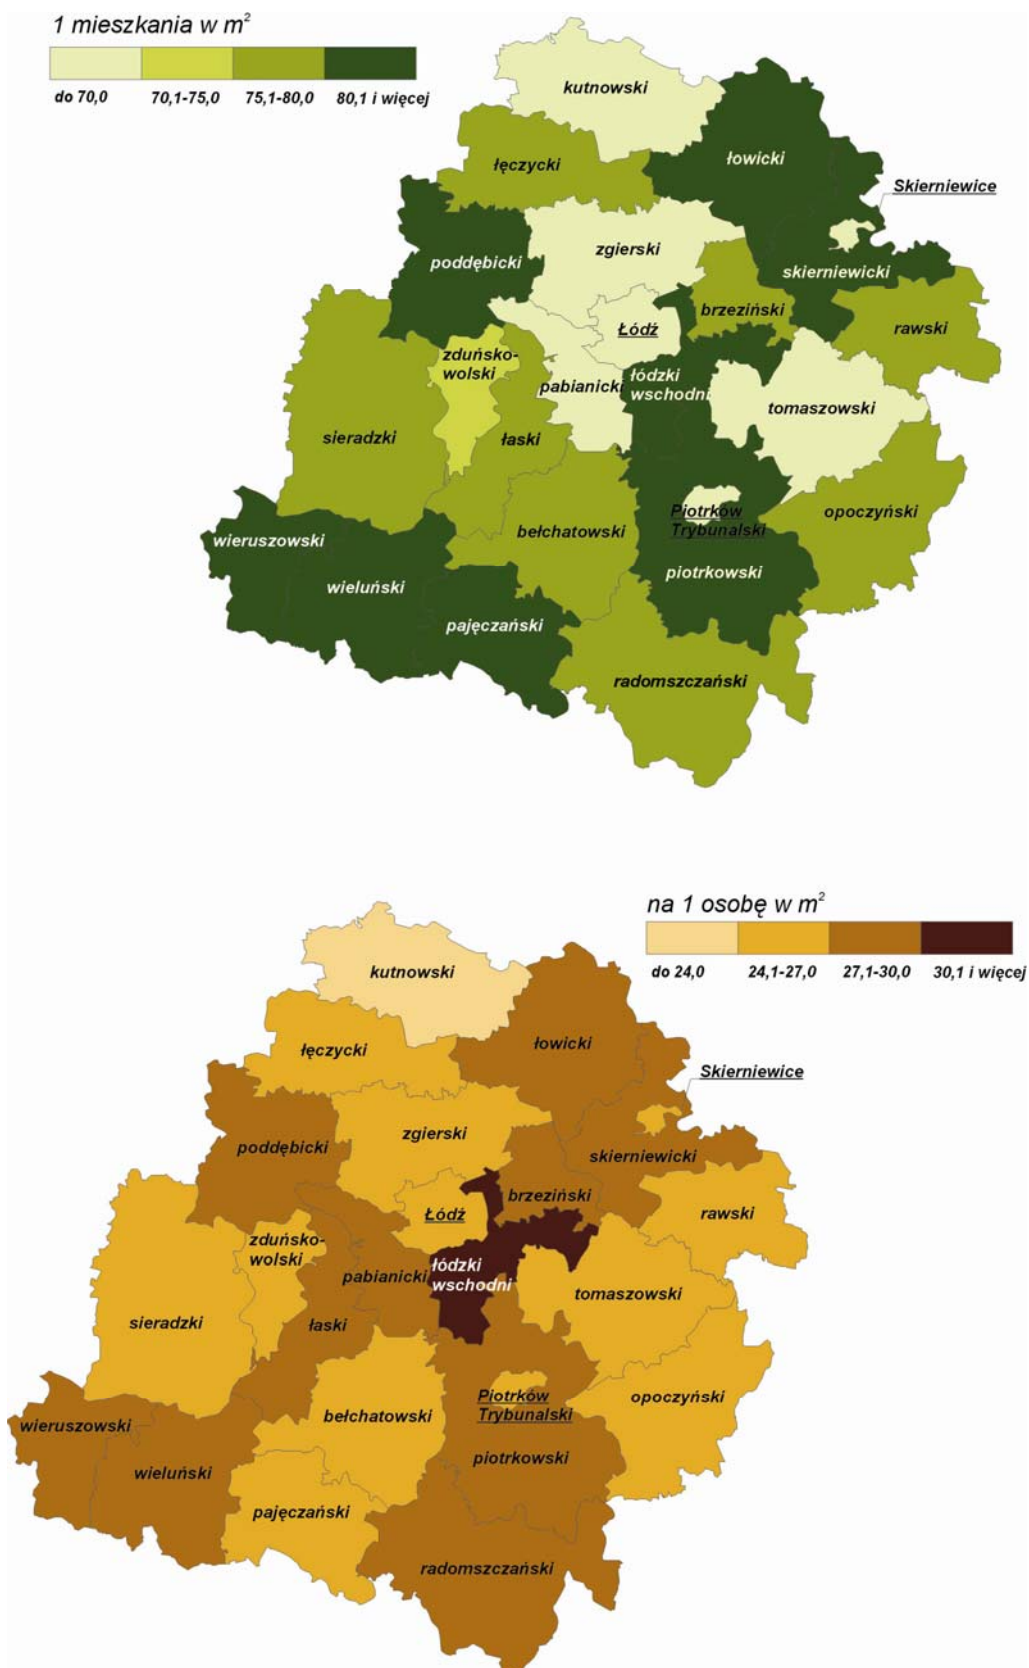 1 mieszkania w m²
do 70,0 70,1-75,0 75,1-80,0 80,1 i więcej
kutnowski
łowicki
łęczycki
Skierniewice
zgierski
poddębicki
skierniewicki
brzeziński
rawski
Łódź
zduńsko-
wolski
łódzki
wschodni
pabianicki
tomaszowski
sieradzki
łaski
opoczyński
bełchatowski
Piotrków
Trybunalski
wieruszowski
wieluński
piotrkowski
pajęczański
radomszczański
na 1 osobę w m²
do 24,0 24,1-27,0 27,1-30,0 30,1 i więcej
kutnowski
łowicki
łęczycki
Skierniewice
zgierski
poddębicki
skierniewicki
brzeziński
rawski
Łódź
zduńsko-
wolski
łódzki
wschodni
pabianicki
tomaszowski
sieradzki
łaski
opoczyński
bełchatowski
Piotrków
Trybunalski
wieruszowski
wieluński
piotrkowski
pajęczański
radomszczański